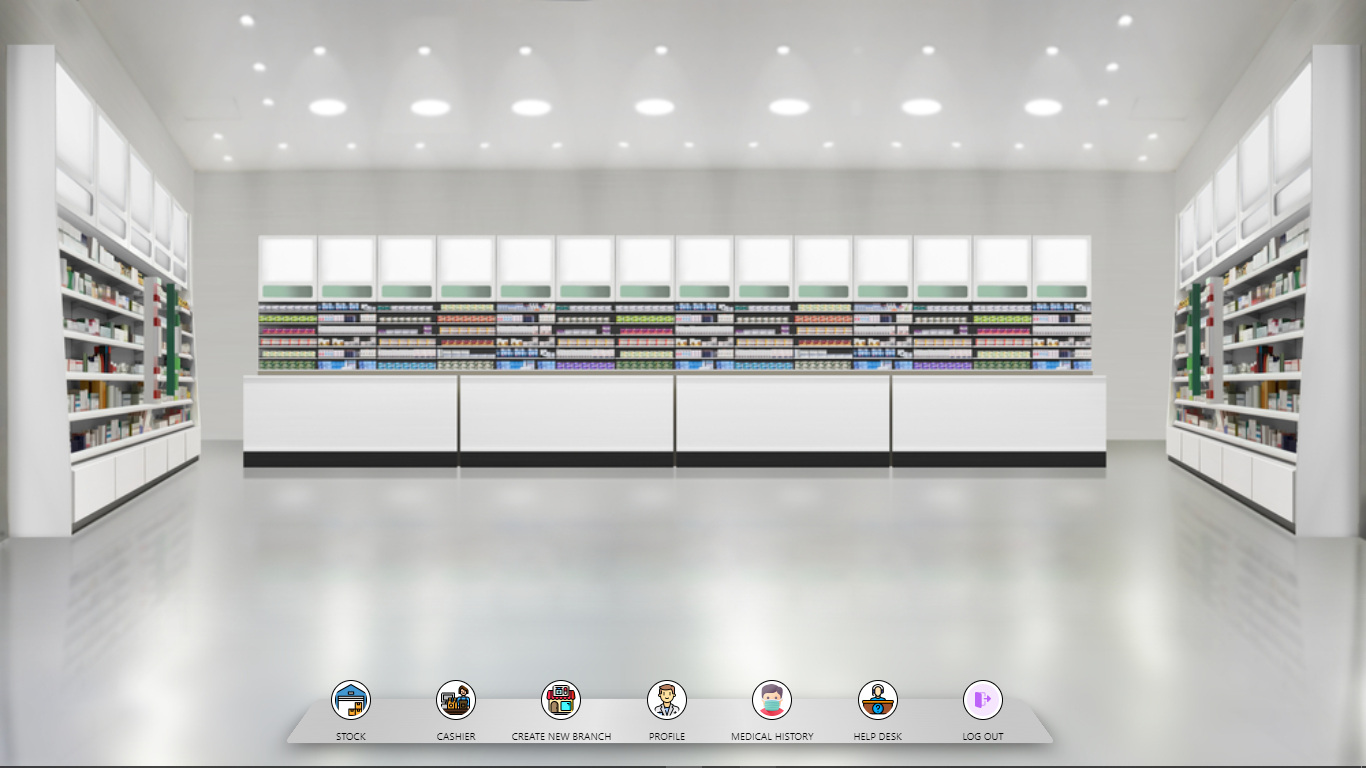 STOCK
CASHIER
CREATE NEW BRANCH
PROFILE
MEDICAL HISTORY
HELP DESK
LOG OUT